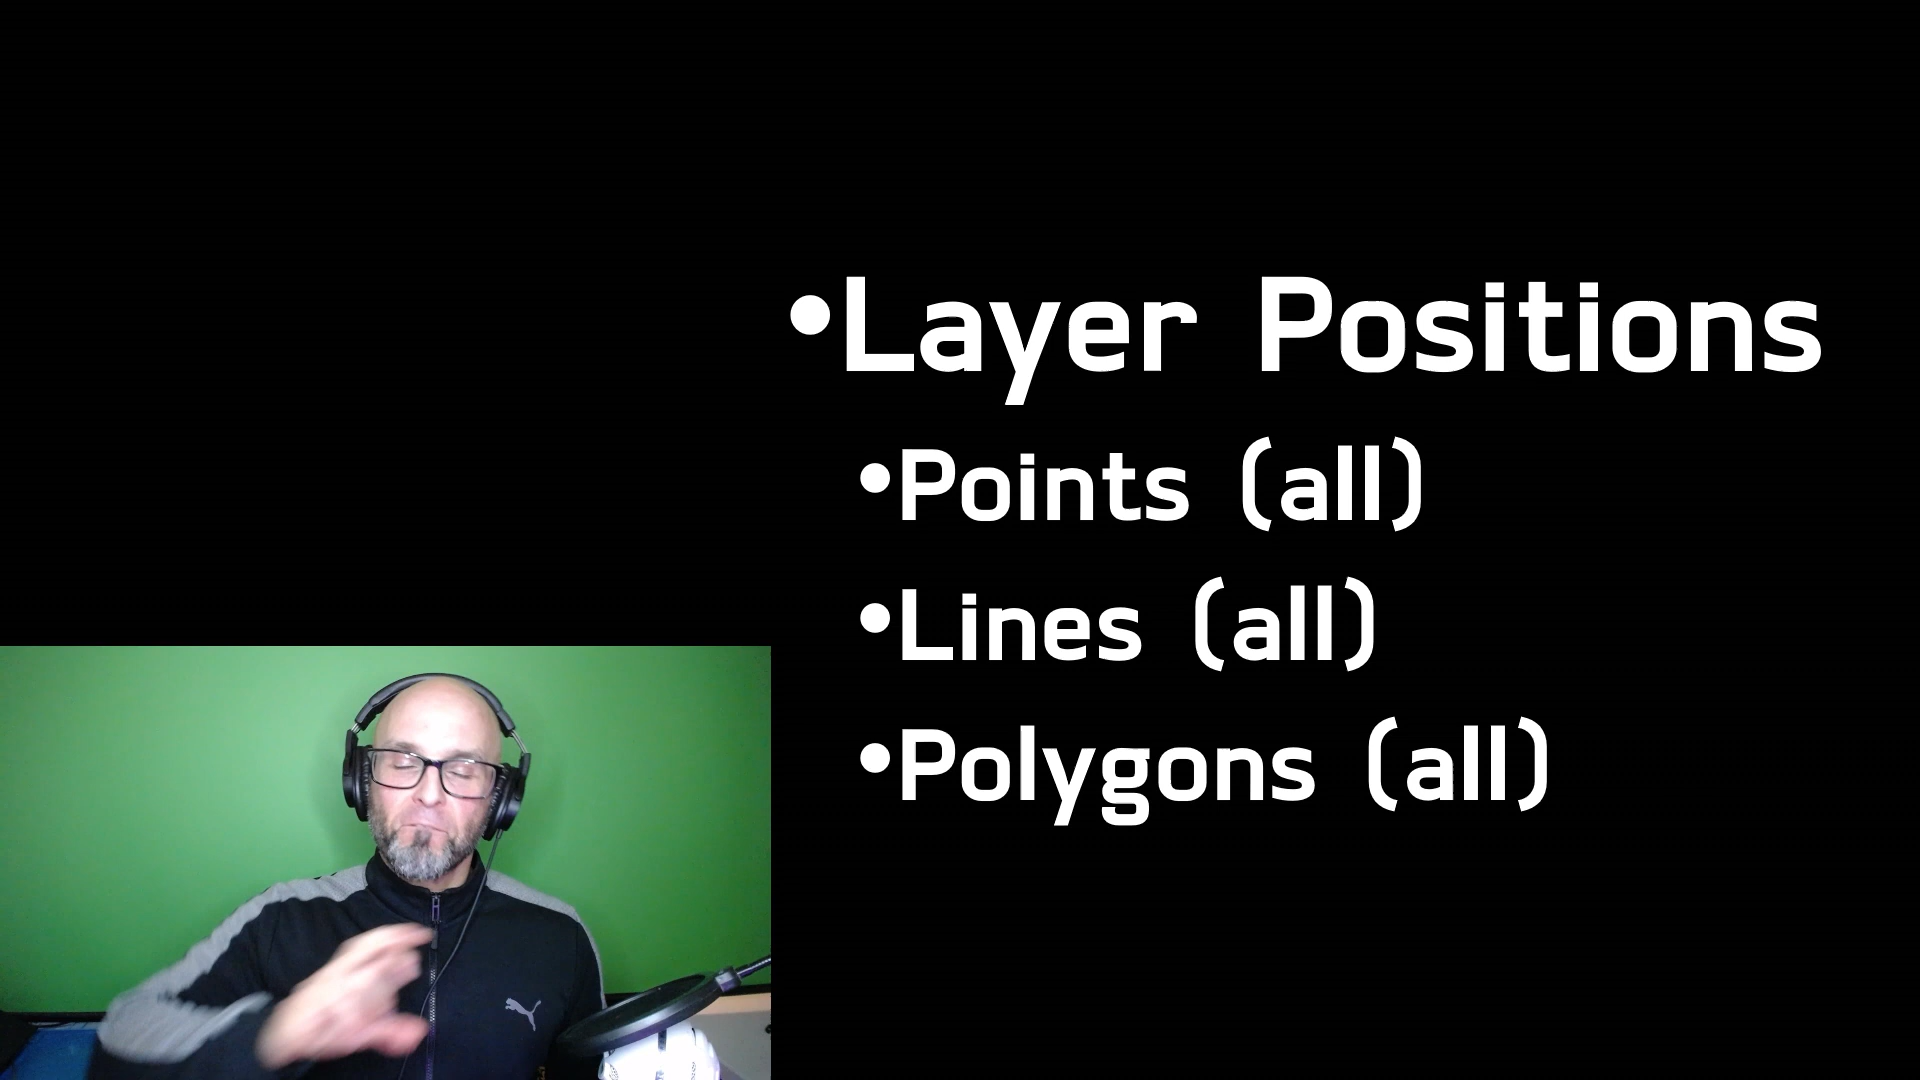 •Layer Positions
•Points (all)
•Lines (all)
•Polygons (all)